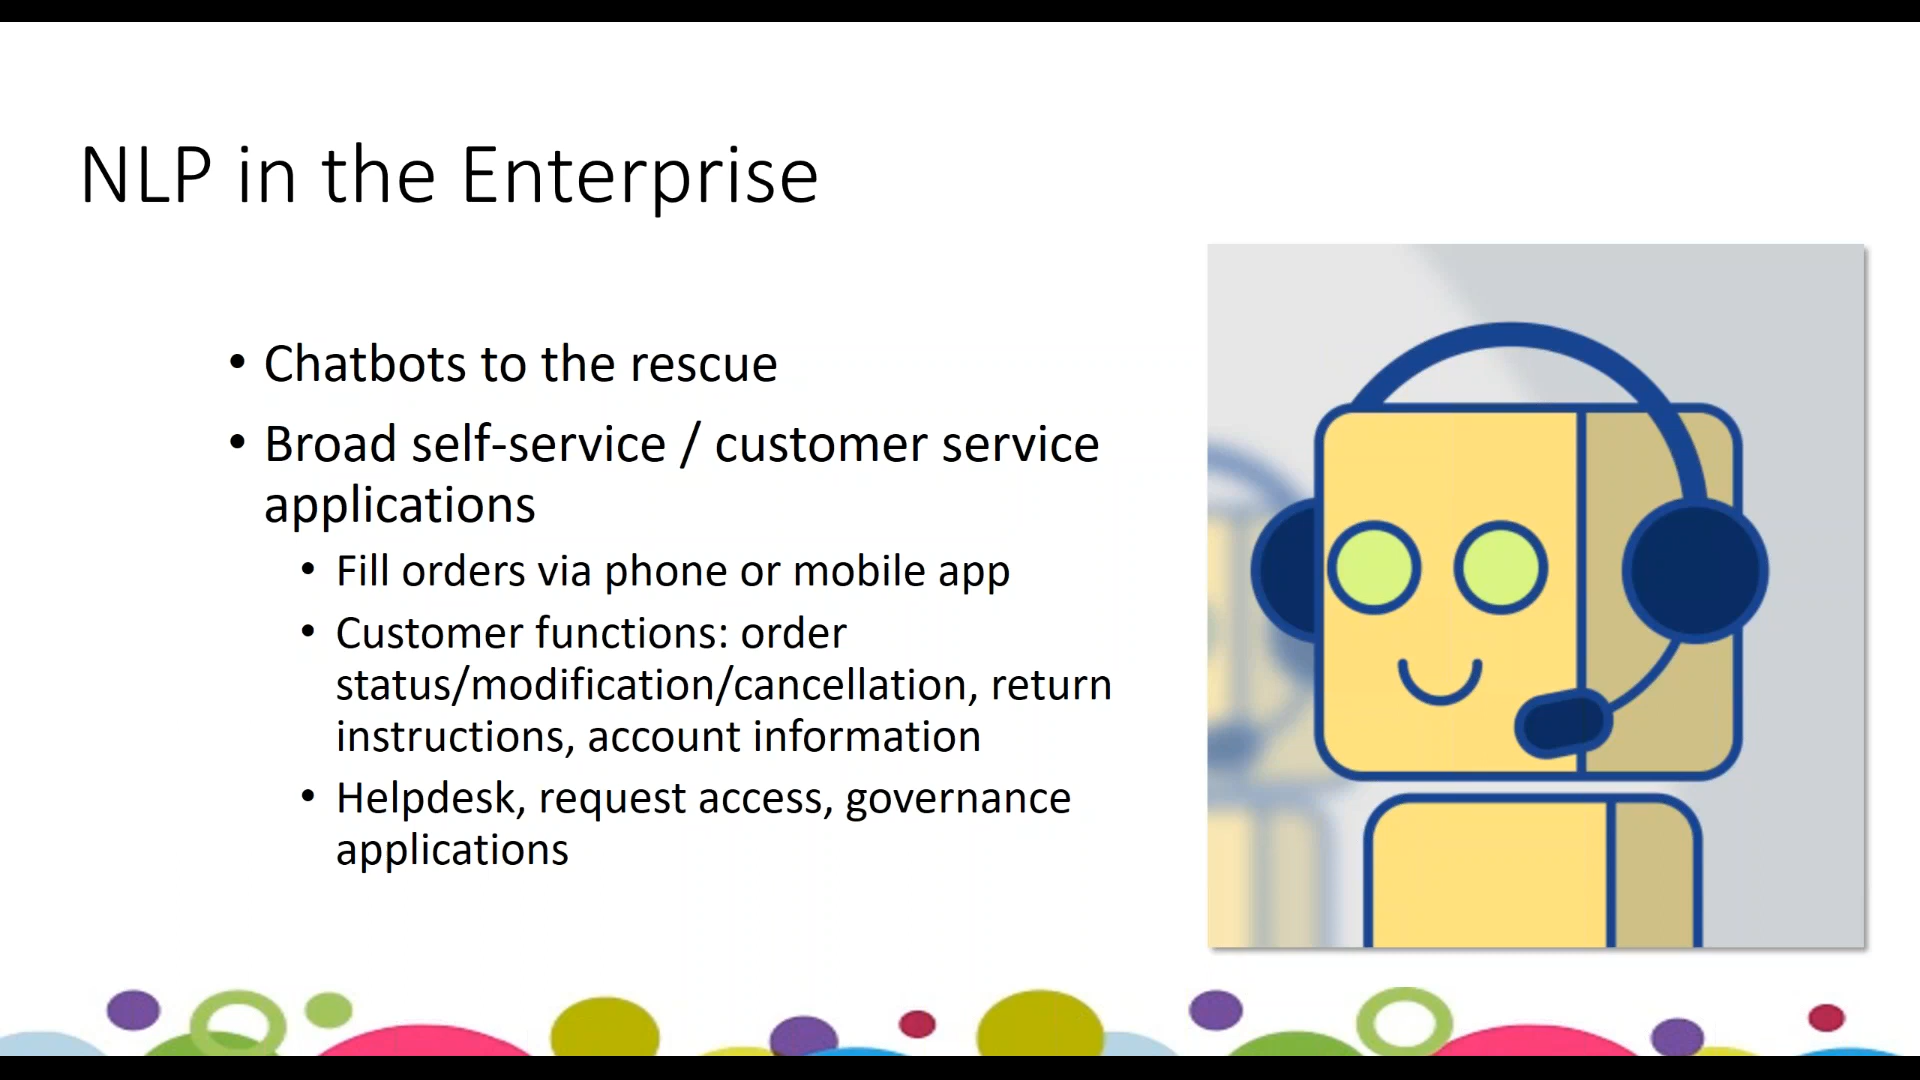 NLP in the Enterprise
• Chatbots to the rescue
• Broad self-service / customer service
applications
• Fill orders via phone or mobile app
• Customer functions: order
status/modification/cancellation, return
instructions, account information
• Helpdesk, request access, governance
applications